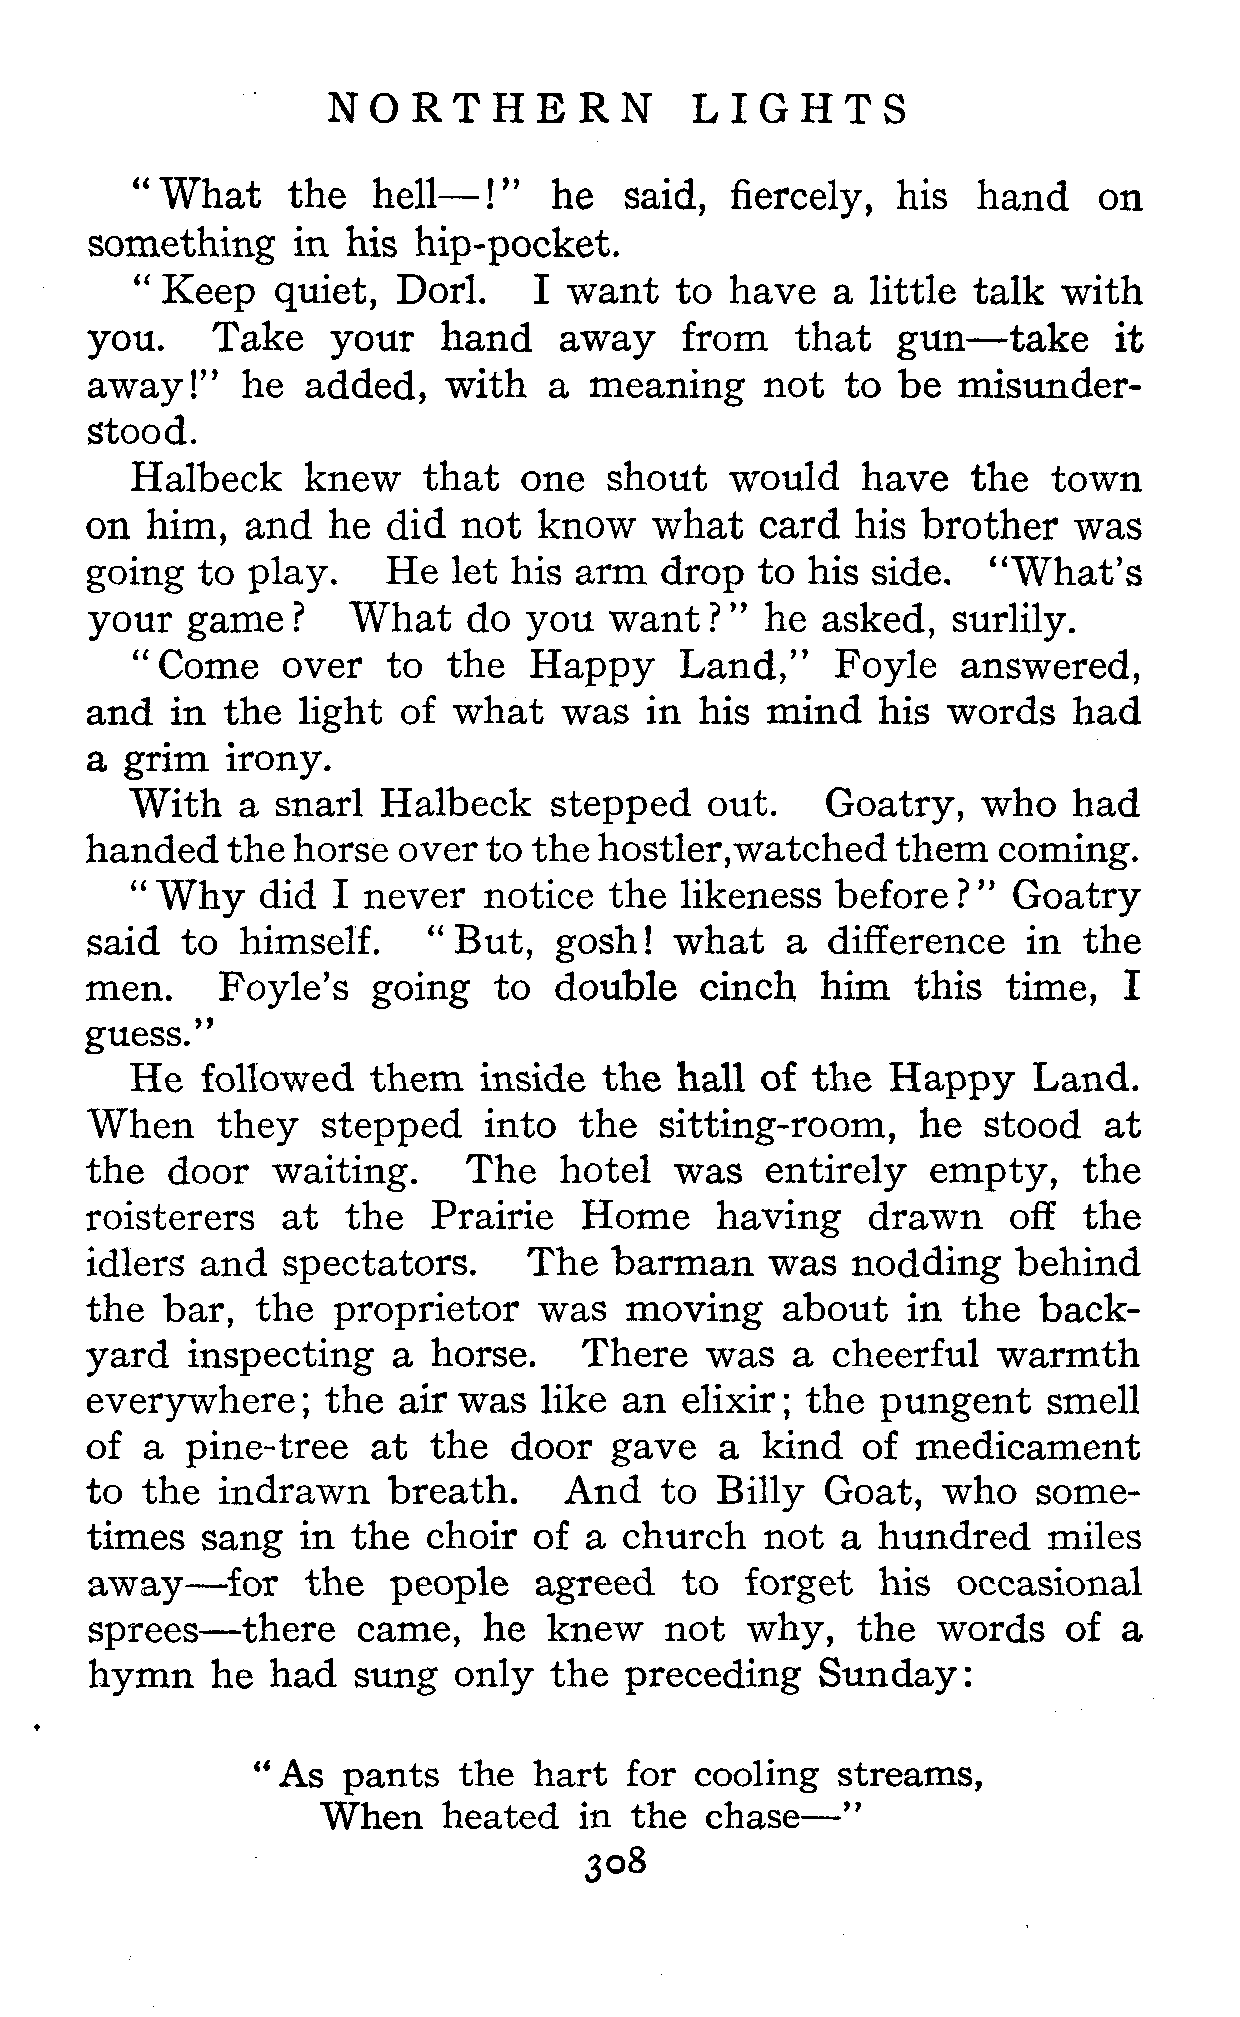 NORTHERN LIGHTS
"What the hell—!" he said, fiercely, his hand on
something in his hip-pocket.
"Keep quiet, Dorl. I want to have a little talk with
you. Take your hand away from that gun—take it
away!" he added, with a meaning not to be misunder-
stood.
Halbeck knew that one shout would have the town
on him, and he did not know what card his brother was
going to play. He let his arm drop to his side. "What's
your game? What do you want?" he asked, surlily.
"Come over to the Happy Land," Foyle answered,
and in the light of what was in his mind his words had
a grim irony.
With a snarl Halbeck stepped out. Goatry, who had
handed the horse over to the hostler, watched them coming.
"Why did I never notice the likeness before?" Goatry
said to himself. "But, gosh! what a difference in the
men. Foyle's going to double cinch him this time, I
guess."
He followed them inside the hall of the Happy Land.
When they stepped into the sitting-room, he stood at
the door waiting. The hotel was entirely empty, the
roisterers at the Prairie Home having drawn off the
idlers and spectators. The barman was nodding behind
the bar, the proprietor was moving about in the back-
yard inspecting a horse. There was a cheerful warmth
everywhere; the air was like an elixir; the pungent smell
of a pine-tree at the door gave a kind of medicament
to the indrawn breath. And to Billy Goat, who some-
times sang in the choir of a church not a hundred miles
away—for the people agreed to forget his occasional
sprees—there came, he knew not why, the words of a
hymn he had sung only the preceding Sunday:
"As pants the hart for cooling streams,
When heated in the chase—"
308